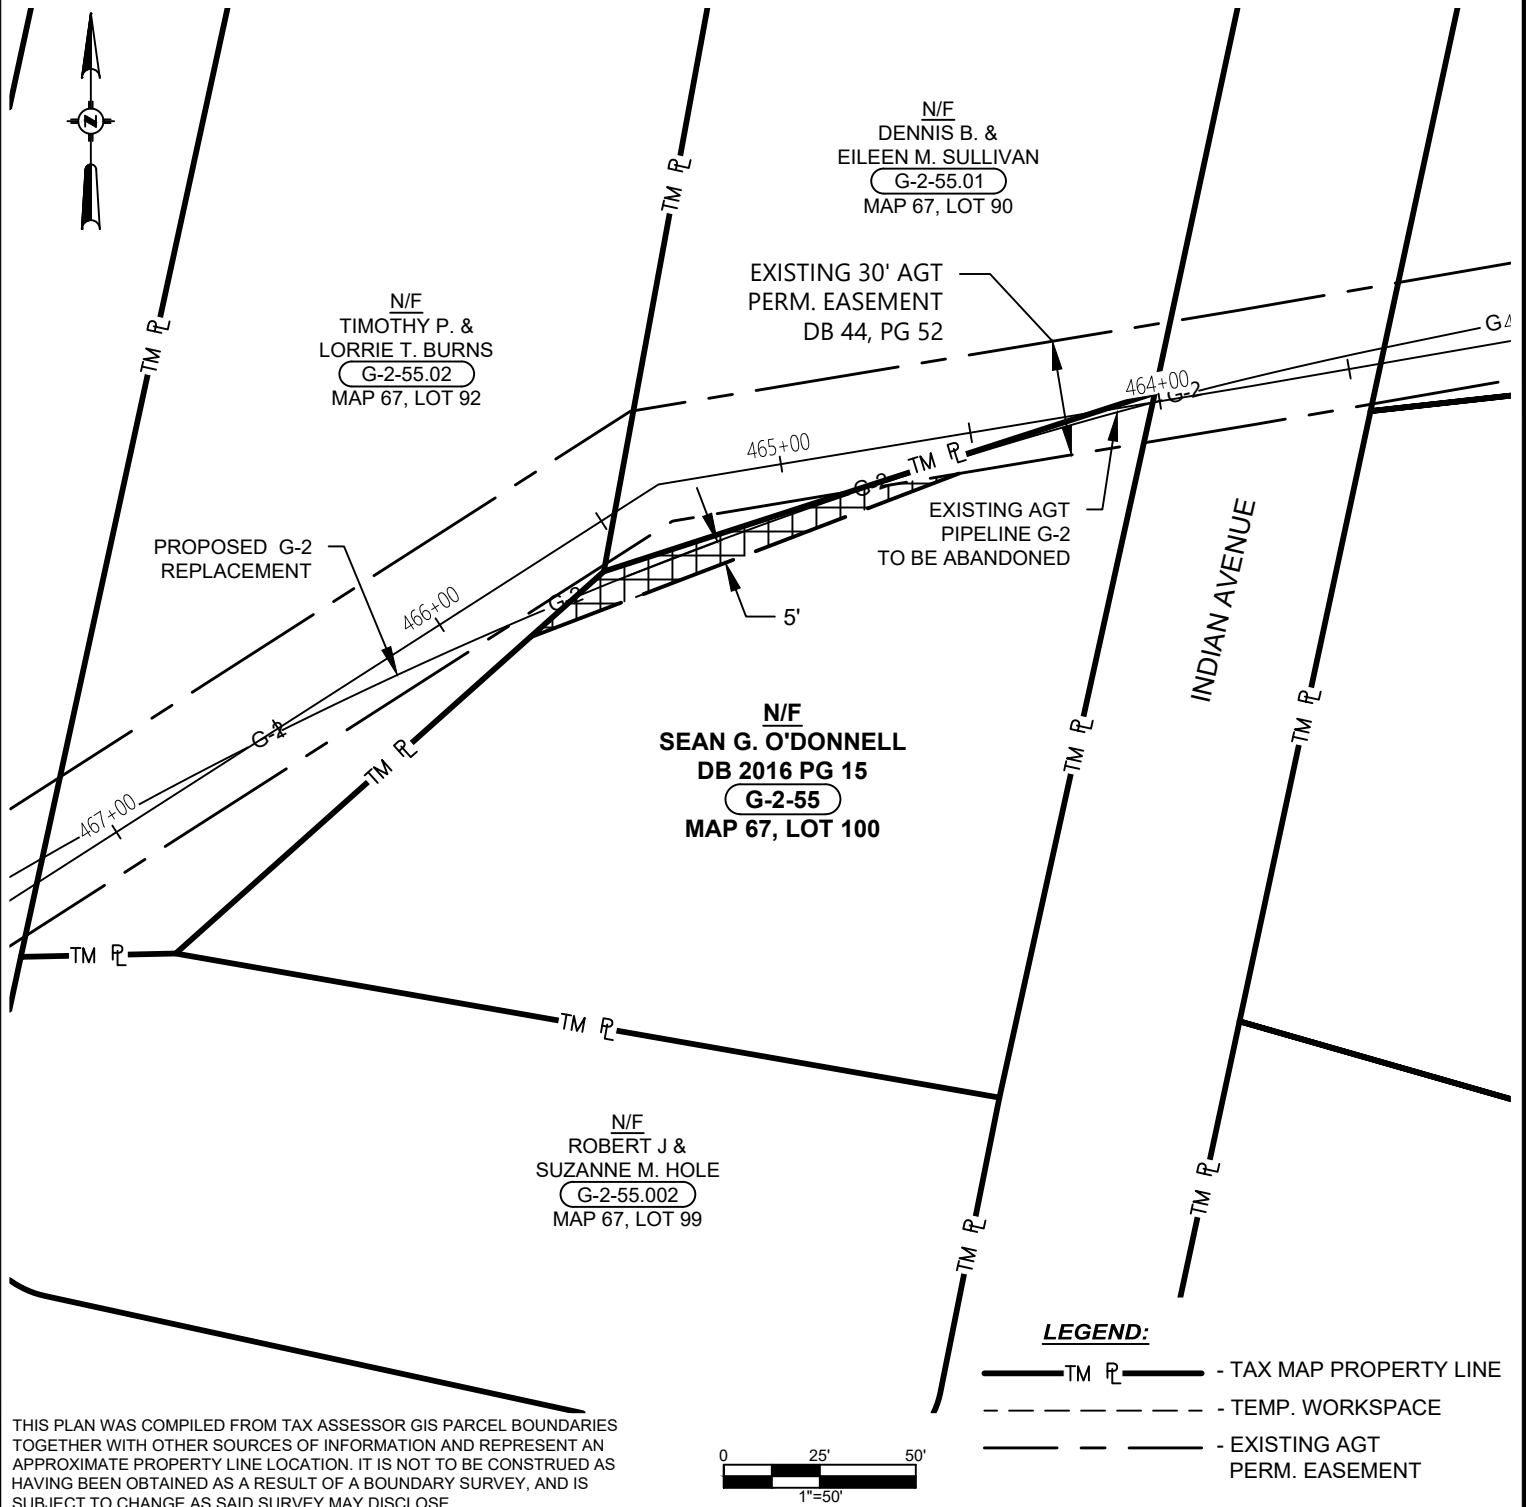 N
N/F
DENNIS B. &
EILEEN M. SULLIVAN
G-2-55.01
MAP 67, LOT 90
TM PL
TM PL
N/F
TIMOTHY P. &
LORRIE T. BURNS
G-2-55.02
MAP 67, LOT 92
EXISTING 30' AGT
PERM. EASEMENT
DB 44, PG 52
464+00
G-2
465+00
TM PL
G-2
EXISTING AGT
PIPELINE G-2
TO BE ABANDONED
PROPOSED G-2
REPLACEMENT
466+00
G-2
5'
INDIAN AVENUE
N/F
SEAN G. O'DONNELL
DB 2016 PG 15
G-2-55
MAP 67, LOT 100
TM PL
TM PL
TM PL
467+00
TM PL
TM PL
N/F
ROBERT J &
SUZANNE M. HOLE
G-2-55.002
MAP 67, LOT 99
TM PL
TM PL
LEGEND:
TM PL - TAX MAP PROPERTY LINE
- TEMP. WORKSPACE
- EXISTING AGT
PERM. EASEMENT
THIS PLAN WAS COMPILED FROM TAX ASSESSOR GIS PARCEL BOUNDARIES
TOGETHER WITH OTHER SOURCES OF INFORMATION AND REPRESENT AN
APPROXIMATE PROPERTY LINE LOCATION. IT IS NOT TO BE CONSTRUED AS
HAVING BEEN OBTAINED AS A RESULT OF A BOUNDARY SURVEY, AND IS
SUBJECT TO CHANGE AS SAID SURVEY MAY DISCLOSE
0 25' 50'
1"=50'